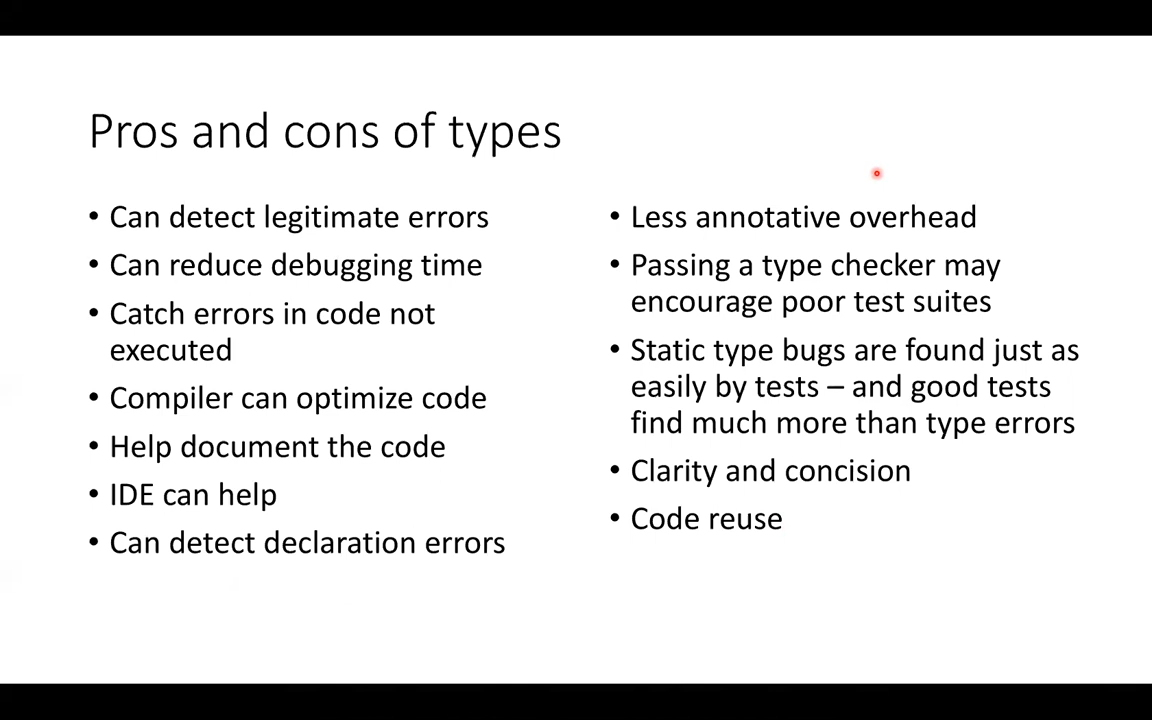 Pros and cons of types
• Can detect legitimate errors
• Can reduce debugging time
• Catch errors in code not
executed
• Compiler can optimize code
• Help document the code
• IDE can help
• Can detect declaration errors
• Less annotative overhead
• Passing a type checker may
encourage poor test suites
• Static type bugs are found just as
easily by tests – and good tests
find much more than type errors
• Clarity and concision
• Code reuse